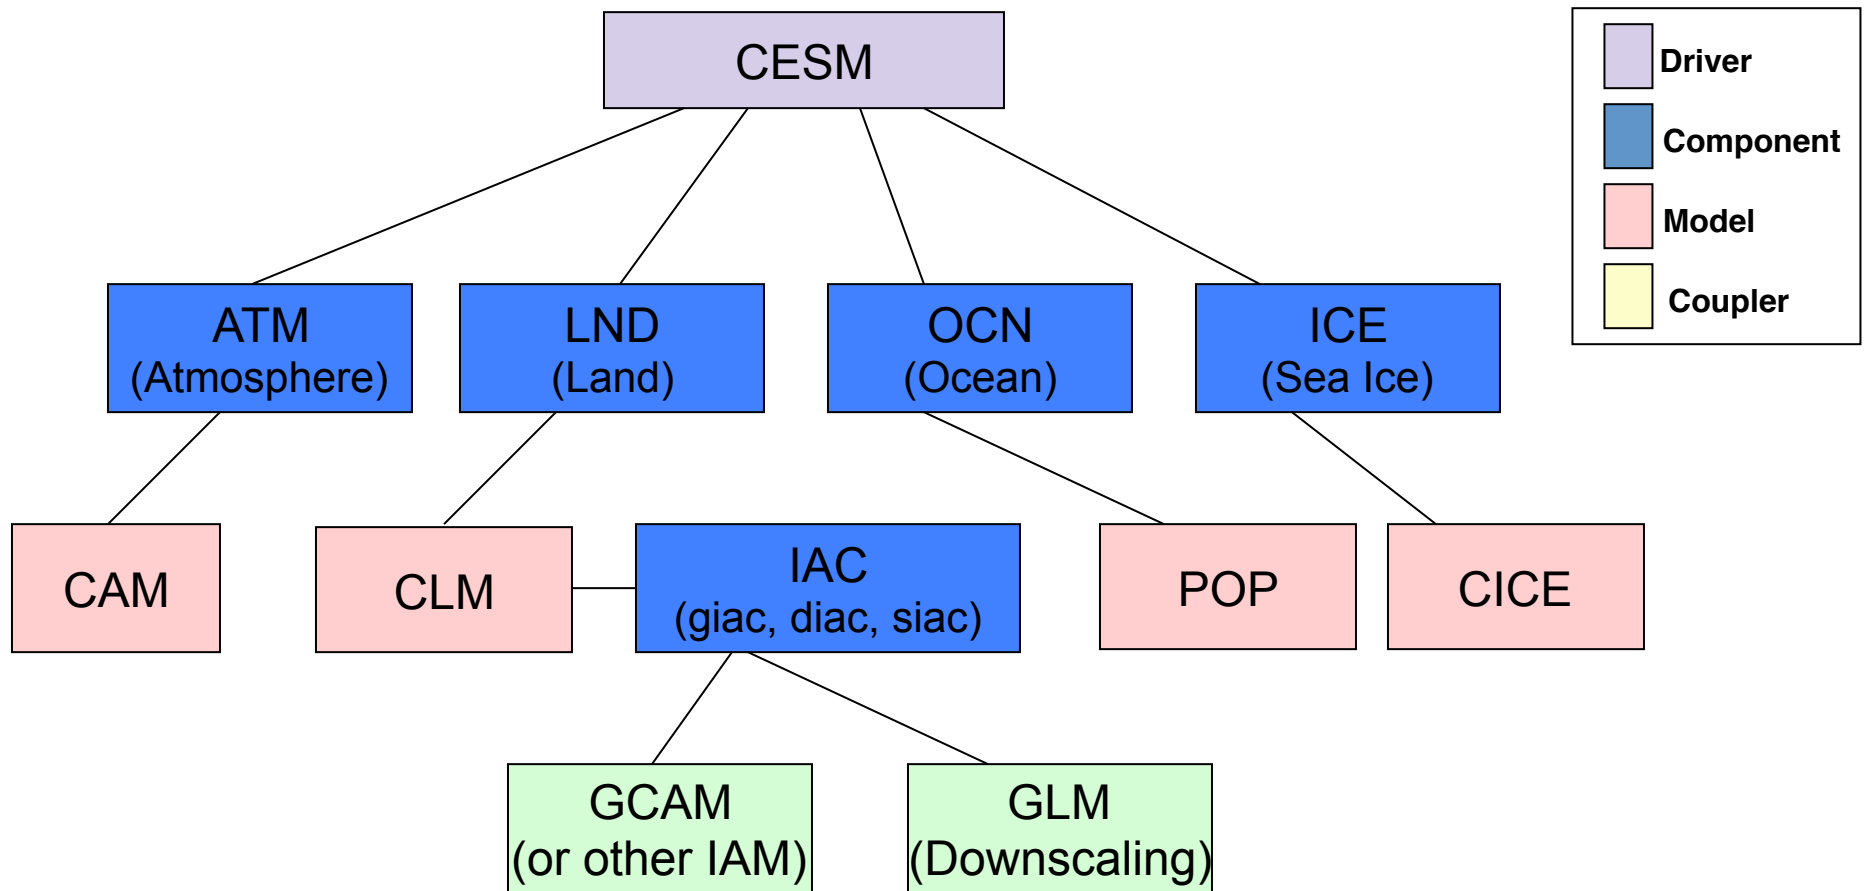 CESM
Driver
Component
Model
Coupler
ATM
(Atmosphere)
LND
(Land)
OCN
(Ocean)
ICE
(Sea Ice)
CAM
CLM
IAC
(giac, diac, siac)
POP
CICE
GCAM
(or other IAM)
GLM
(Downscaling)